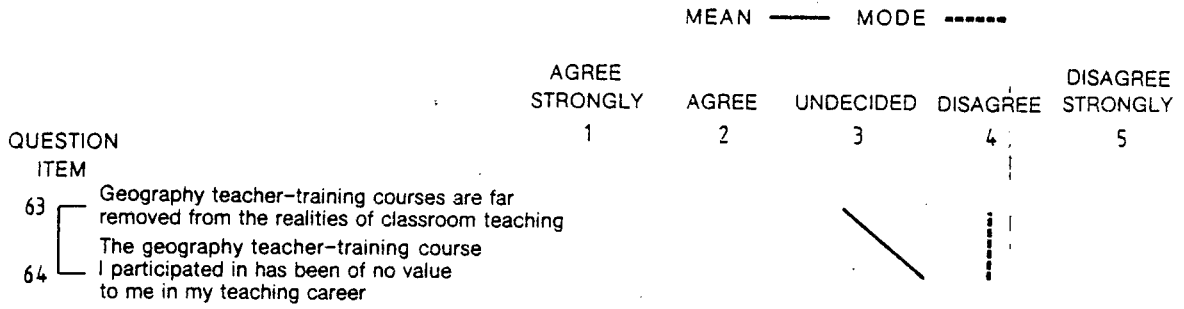 MEAN MODE
AGREE STRONGLY AGREE UNDECIDED DISAGREE DISAGREE STRONGLY
1 2 3 4 5
QUESTION
ITEM
63 Geography teacher-training courses are far
removed from the realities of classroom teaching
The geography teacher-training course
64 I participated in has been of no value
to me in my teaching career